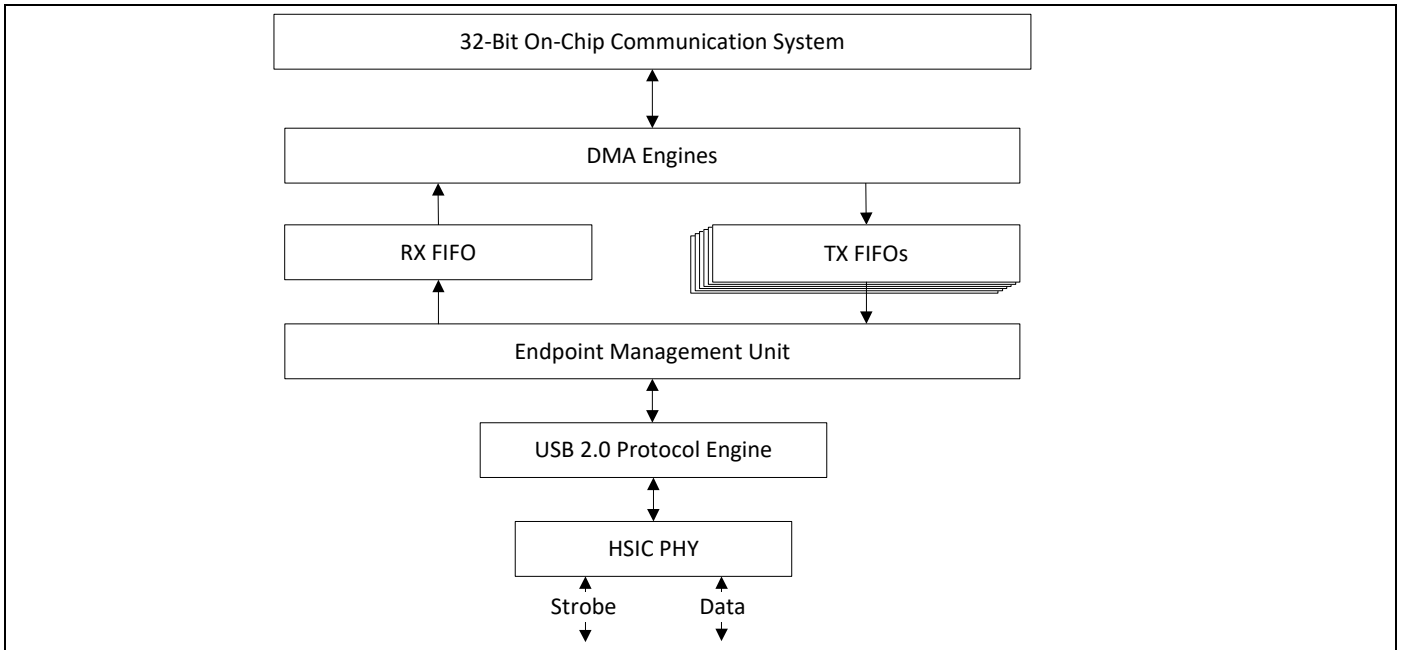 32-Bit On-Chip Communication System
DMA Engines
RX FIFO
TX FIFOs
Endpoint Management Unit
USB 2.0 Protocol Engine
HSIC PHY
Strobe
Data